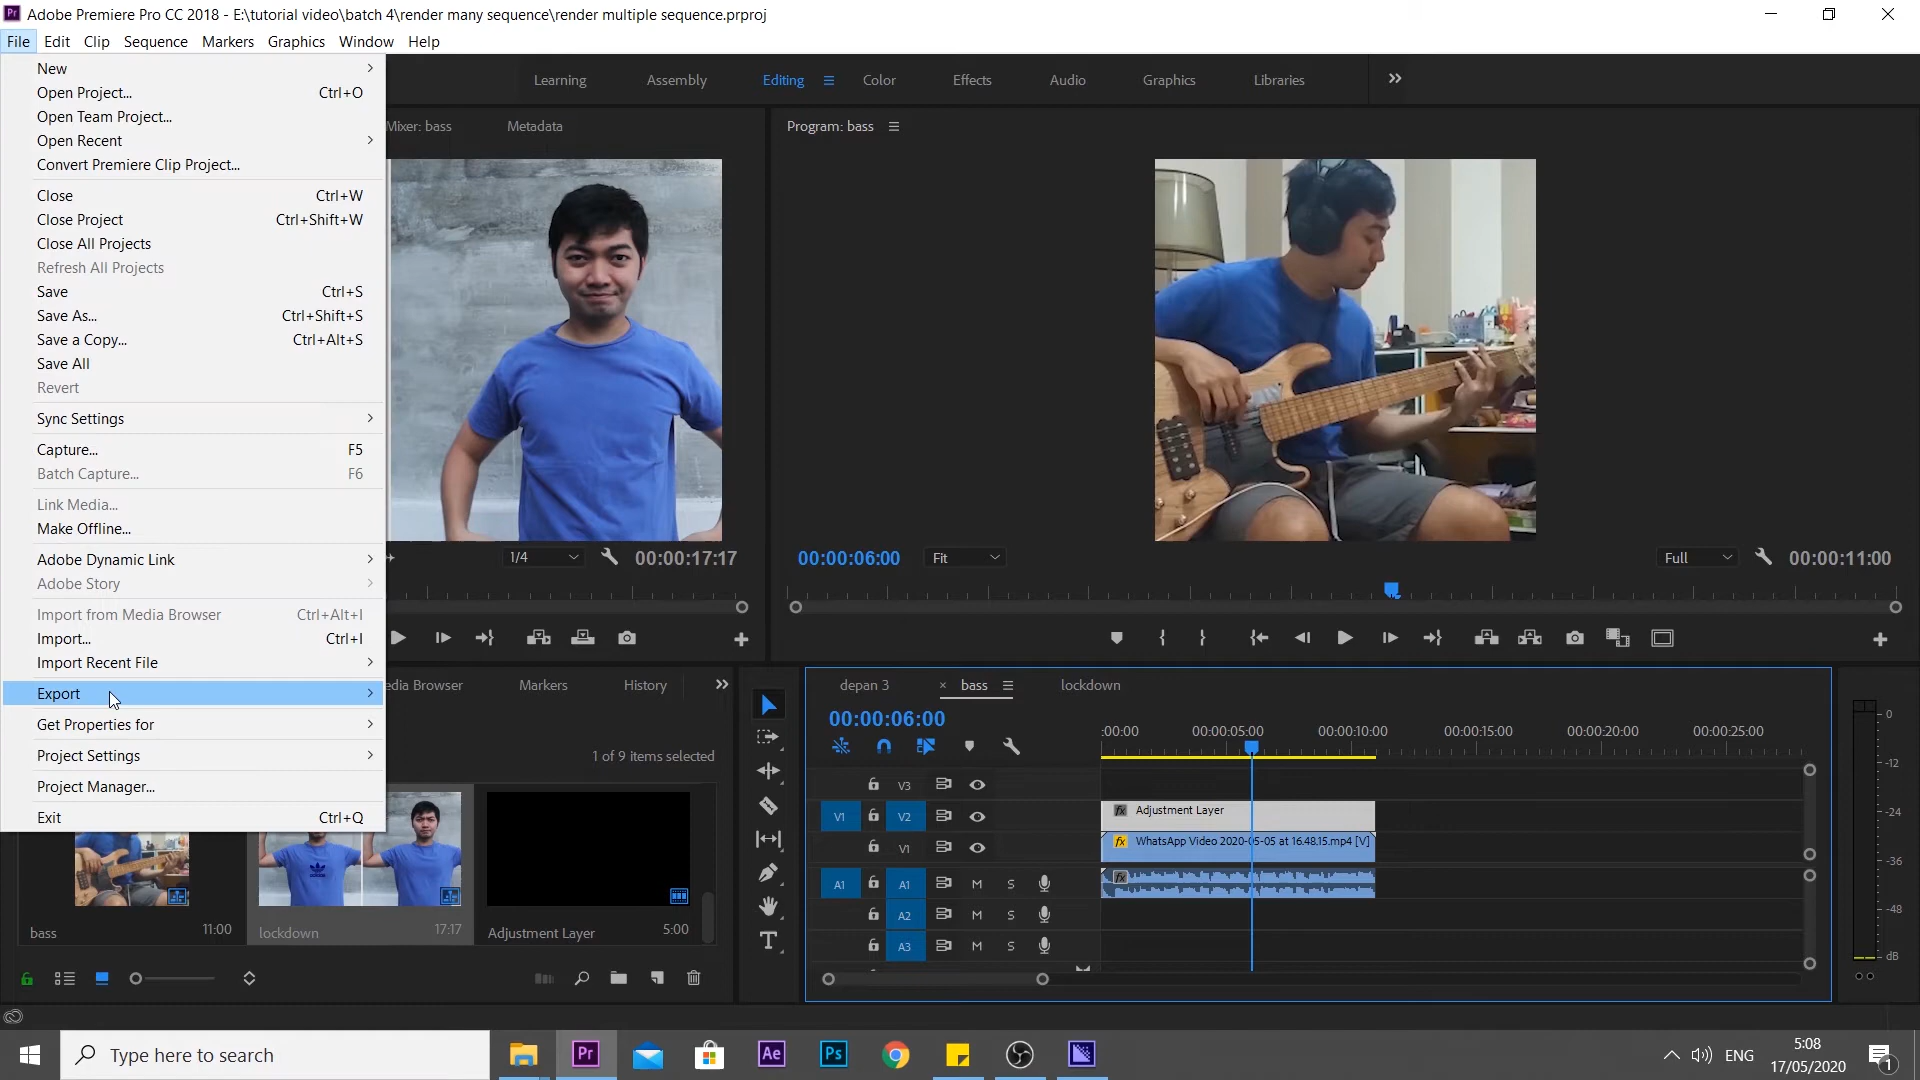 Adobe Premiere Pro CC 2018 - E:\tutorial video\batch 4\render many sequence\render multiple sequence.prproj
File Edit Clip Sequence Markers Graphics Window Help
New
Open Project... Ctrl+O
Open Team Project...
Open Recent
Convert Premiere Clip Project...
Close Ctrl+W
Close Project Ctrl+Shift+W
Close All Projects
Refresh All Projects
Save Ctrl+S
Save As... Ctrl+Shift+S
Save a Copy... Ctrl+Alt+S
Save All
Revert
Sync Settings
Capture... F5
Batch Capture... F6
Link Media...
Make Offline...
Adobe Dynamic Link
Adobe Story
Import from Media Browser Ctrl+Alt+I
Import... Ctrl+I
Import Recent File
Export
Get Properties for
Project Settings
Project Manager...
Exit Ctrl+Q
Learning Assembly Editing Color Effects Audio Graphics Libraries
Mixer: bass Metadata
Program: bass
1/4 00:00:17:17
00:00:06:00 Fit Full 00:00:11:00
edia Browser Markers History
1 of 9 items selected
bass 11:00
lockdown 17:17
Adjustment Layer 5:00
depan 3 × bass lockdown
00:00:06:00
:00:00 00:00:05:00 00:00:10:00 00:00:15:00 00:00:20:00 00:00:25:00
V3
V1 V2 fx Adjustment Layer
V1 fx WhatsApp Video 2020-05-05 at 16.48.15.mp4 [V]
A1 A1 M S fx
A2 M S
A3 M S
0
-12
-24
-36
-48
dB
Type here to search
Pr Ae Ps
ENG
5:08
17/05/2020
1